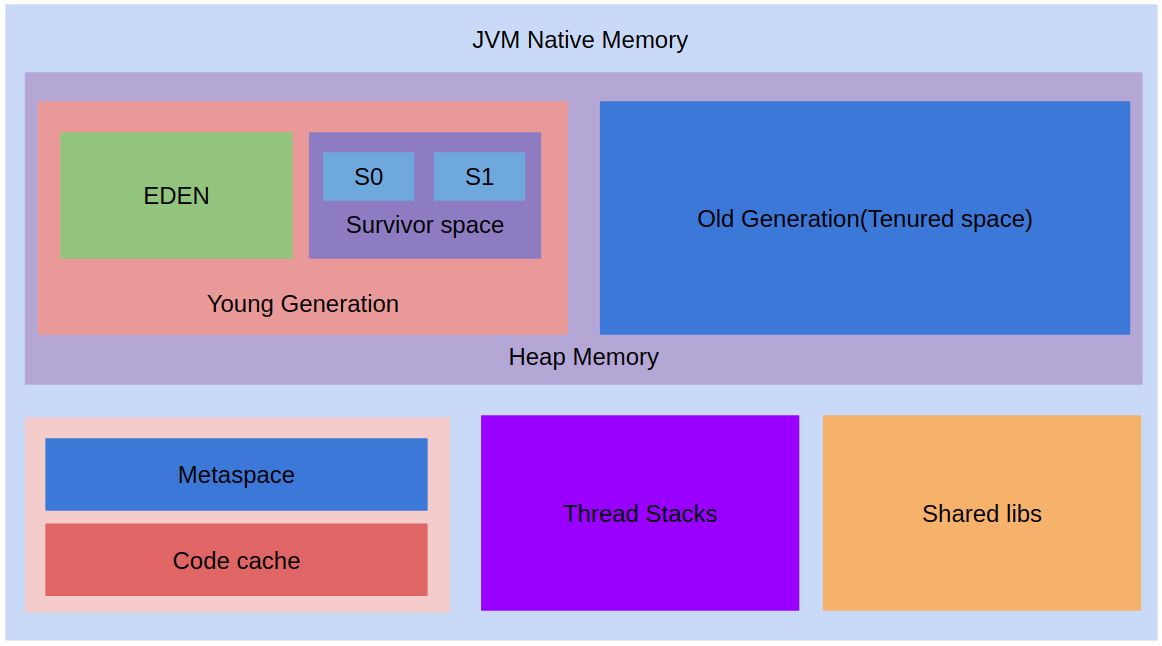 JVM Native Memory
EDEN
S0
S1
Survivor space
Young Generation
Old Generation(Tenured space)
Heap Memory
Metaspace
Code cache
Thread Stacks
Shared libs